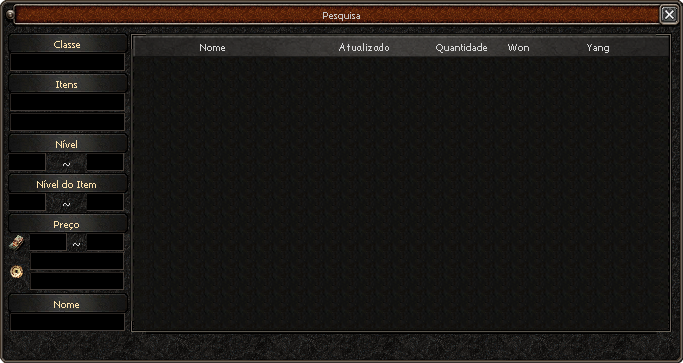 Pesquisa
Classe
Itens
Nível
~
Nível do Item
~
Preço
~
Nome
Nome Atualizado Quantidade Won Yang